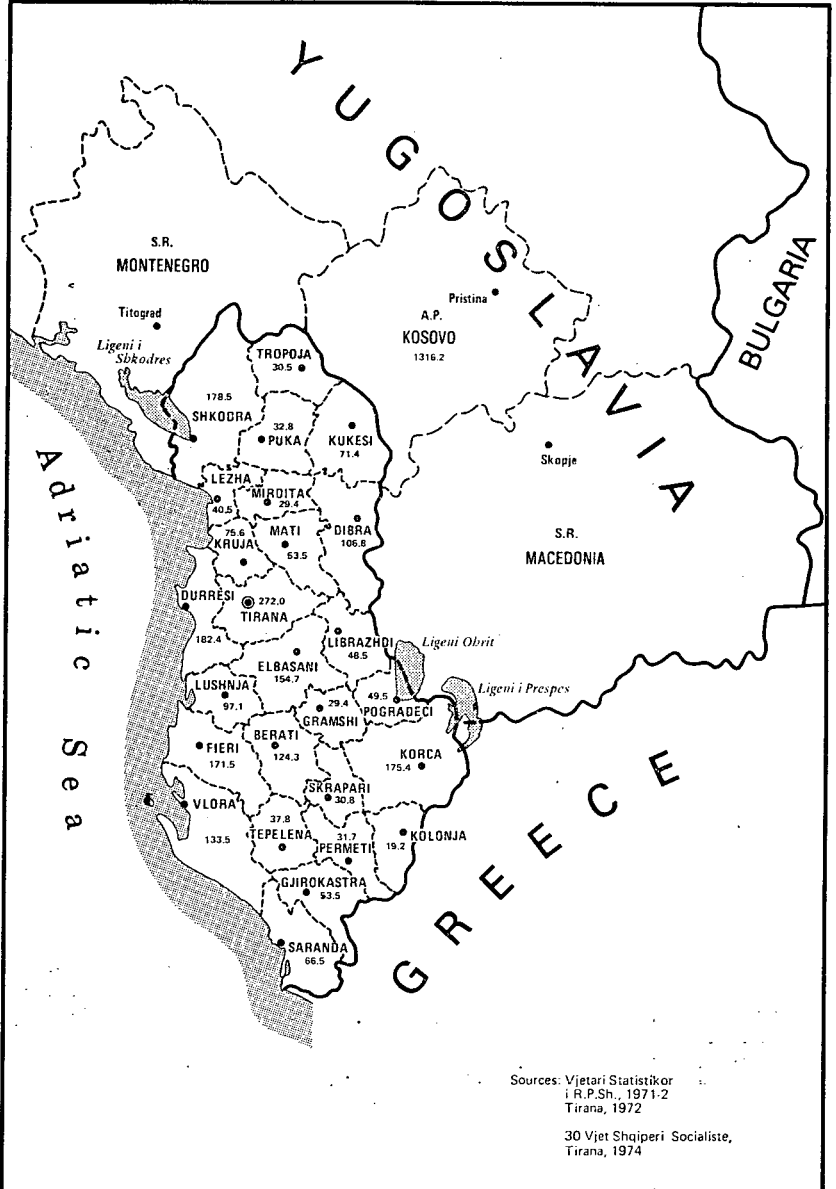 YUGOSLAVIA
S.R.
MONTENEGRO
Titograd
Ligeni i
Shkodres
Pristina
A.P.
KOSOVO
1316.2
BULGARIA
TROPOJA
30.5
178.5
SHKODRA
32.8
PUKA
KUKESI
71.4
Skopje
S.R.
MACEDONIA
LEZHA
40.5
MIRDITA
29.4
DIBRA
106.8
75.6
KRUJA
MATI
53.5
Adriatic Sea
DURRESI
182.4
272.0
TIRANA
LIBRAZHDI
48.5
Ligeni Ohrit
ELBASANI
154.7
LUSHNJA
97.1
29.4
GRAMSHI
49.5
POGRADECI
Ligeni i Prespes
FIERI
171.5
BERATI
124.3
KORCA
175.4
SKRAPARI
30.8
VLORA
133.5
37.8
TEPELENA
31.7
PERMETI
KOLONJA
19.2
GJIROKASTRA
53.5
SARANDA
66.5
GREECE
Sources: Vjetari Statistikor
i R.P.Sh., 1971-2
Tirana, 1972
30 Vjet Shqiperi Socialiste,
Tirana, 1974